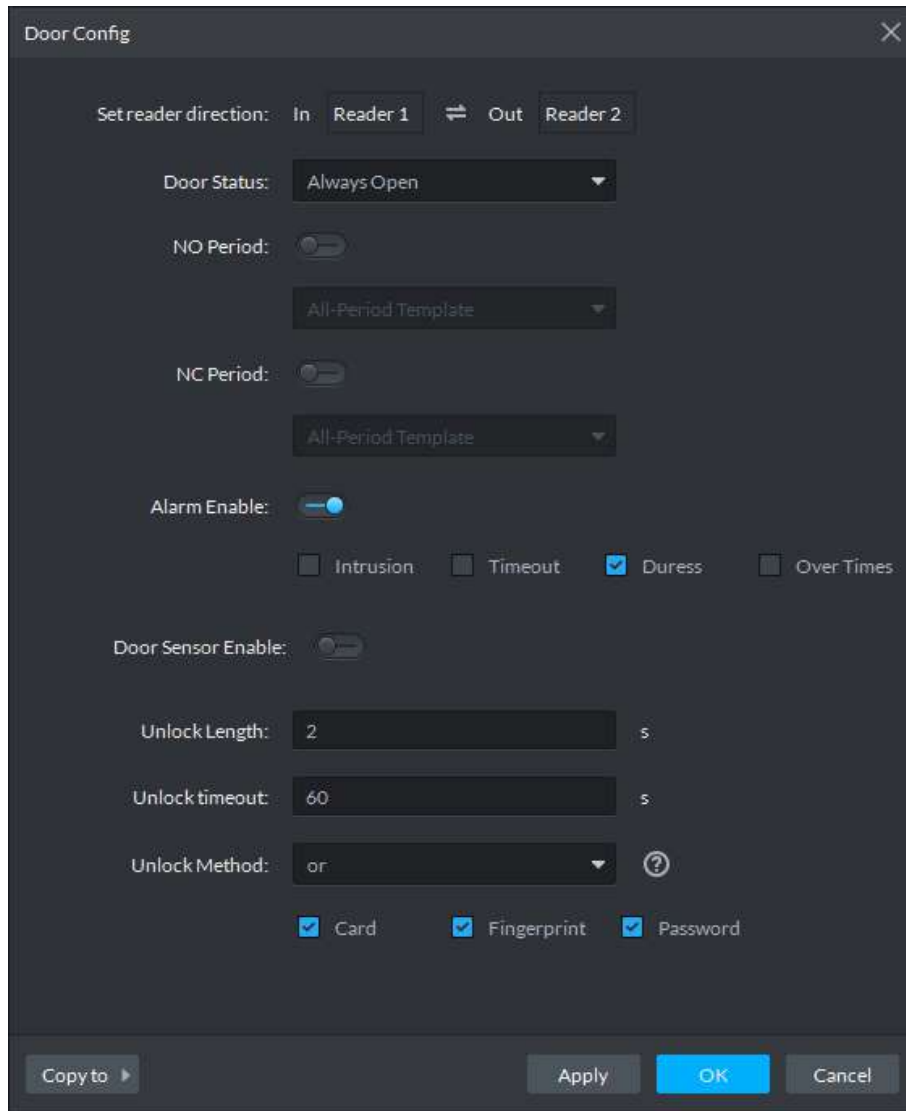 Door Config
Set reader direction: In Reader 1 Out Reader 2
Door Status: Always Open
NO Period:
All-Period Template
NC Period:
All-Period Template
Alarm Enable:
Intrusion Timeout Duress Over Times
Door Sensor Enable:
Unlock Length: 2 s
Unlock timeout: 60 s
Unlock Method: or ?
Card Fingerprint Password
Copy to Apply OK Cancel